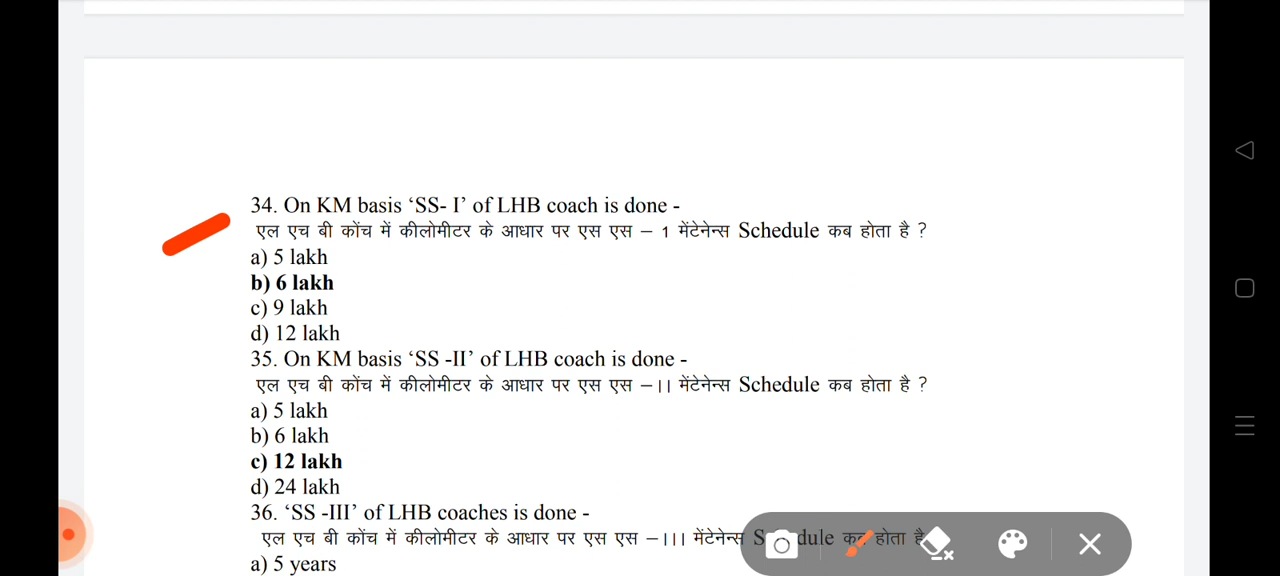 34. On KM basis ‘SS- I’ of LHB coach is done -
एल एच बी कोंच में कीलोमीटर के आधार पर एस एस – 1 मेंटेनेन्स Schedule कब होता है ?
a) 5 lakh
b) 6 lakh
c) 9 lakh
d) 12 lakh
35. On KM basis ‘SS -II’ of LHB coach is done -
एल एच बी कोंच में कीलोमीटर के आधार पर एस एस –।। मेंटेनेन्स Schedule कब होता है ?
a) 5 lakh
b) 6 lakh
c) 12 lakh
d) 24 lakh
36. ‘SS -III’ of LHB coaches is done -
एल एच बी कोंच में कीलोमीटर के आधार पर एस एस –।।। मेंटेनेन्स होता
a) 5 years